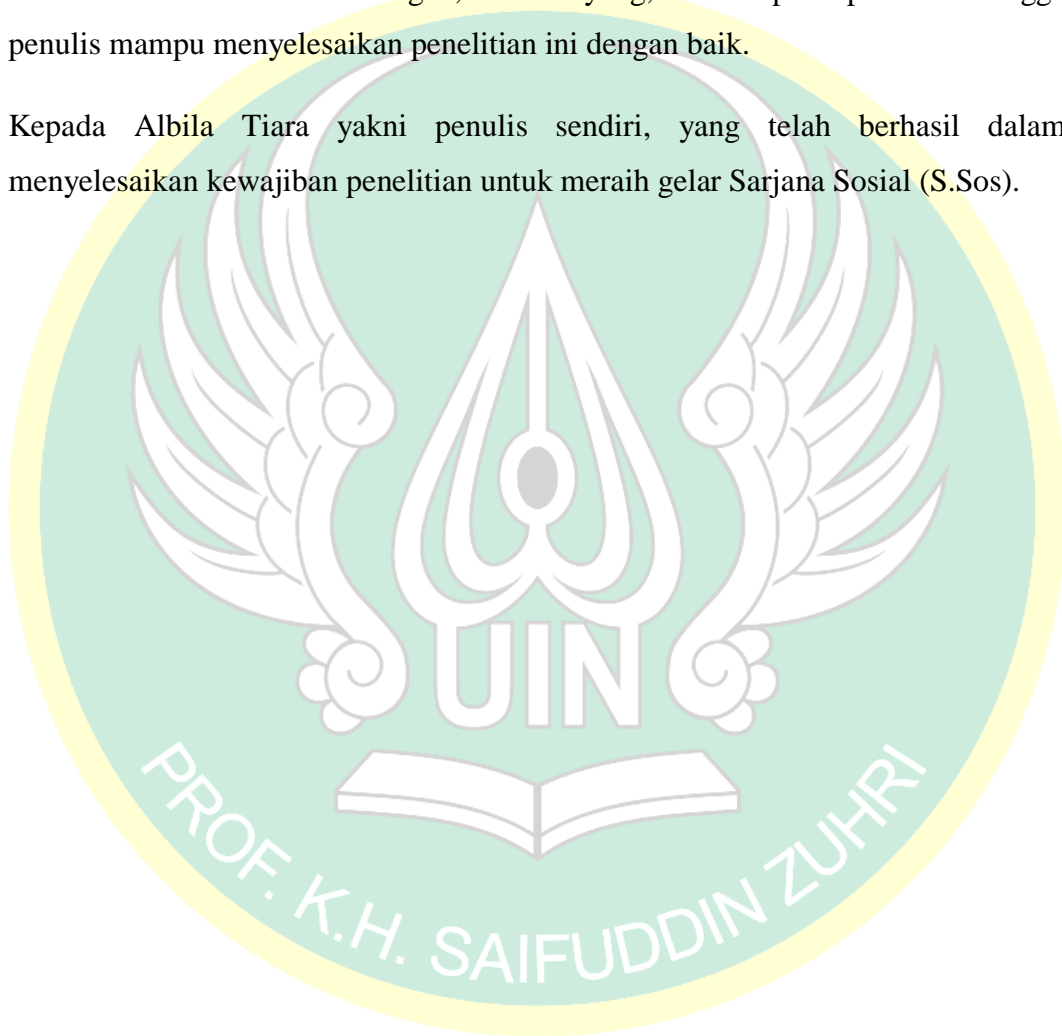 penulis mampu menyelesaikan penelitian ini dengan baik.
Kepada Albila Tiara yakni penulis sendiri, yang telah berhasil dalam
menyelesaikan kewajiban penelitian untuk meraih gelar Sarjana Sosial (S.Sos).
UIN
PROF. K.H. SAIFUDDIN ZUHRI